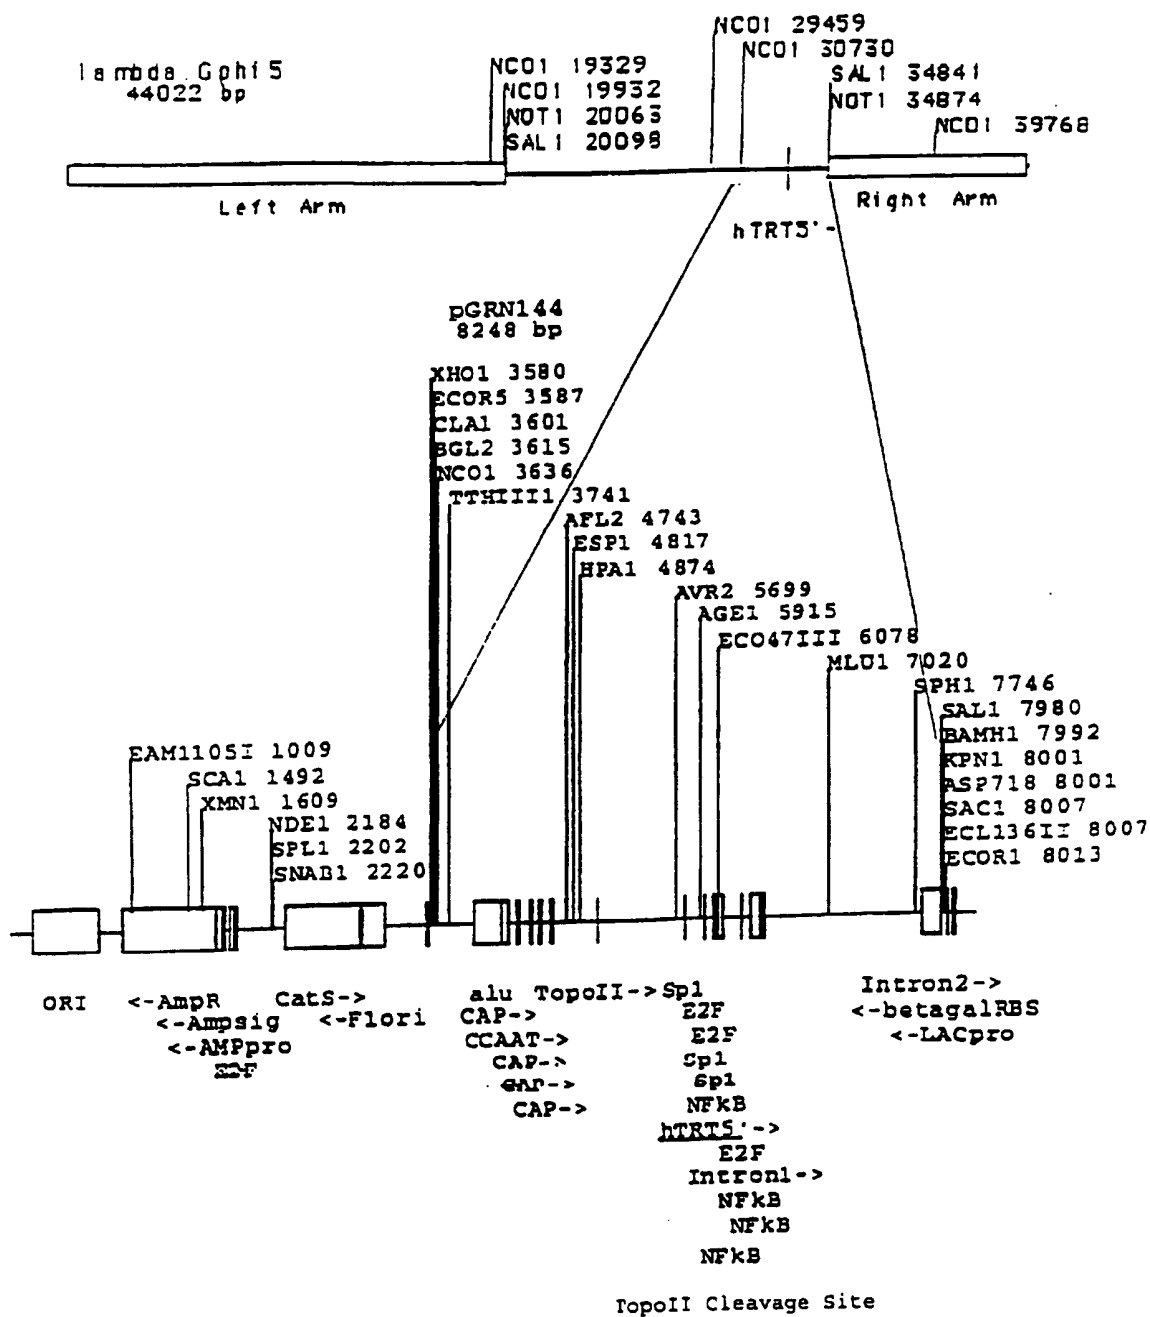 lambda Gphi5
44022 bp
NCO1 19329
NCO1 19932
NOT1 20063
SAL1 20098
NCO1 29459
NCO1 30730
SAL1 34841
NOT1 34874
NCO1 39768
Left Arm
Right Arm
hTRT5'-
pGRN144
8248 bp
XHO1 3580
ECOR5 3587
CLA1 3601
BGL2 3615
NCO1 3636
TTHIII1 3741
AFL2 4743
ESP1 4817
HPA1 4874
AVR2 5699
AGE1 5915
ECO47III 6078
MLU1 7020
SPH1 7746
SAL1 7980
BAMH1 7992
KPN1 8001
ASP718 8001
SAC1 8007
ECL136II 8007
ECOR1 8013
EAM1105I 1009
SCA1 1492
XMN1 1609
NDE1 2184
SPL1 2202
SNAB1 2220
ORI
<-AmpR
<-Ampsig
<-AMPpro
E2F
CatS->
<-F1ori
alu
CAP->
CCAAT->
CAP->
CAP->
CAP->
TopoII->
Sp1
E2F
E2F
Sp1
Sp1
NFkB
hTRT5'->
E2F
Intron1->
NFkB
NFkB
NFkB
Intron2->
<-betagalRBS
<-LACpro
TopoII Cleavage Site